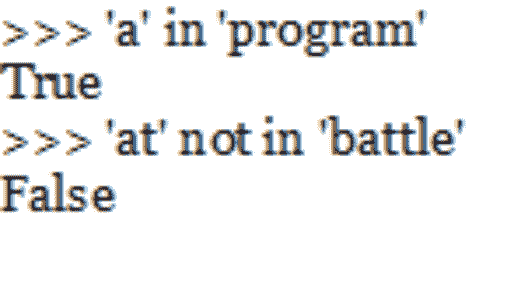 >>> 'a' in 'program'
True
>>> 'at' not in 'battle'
False